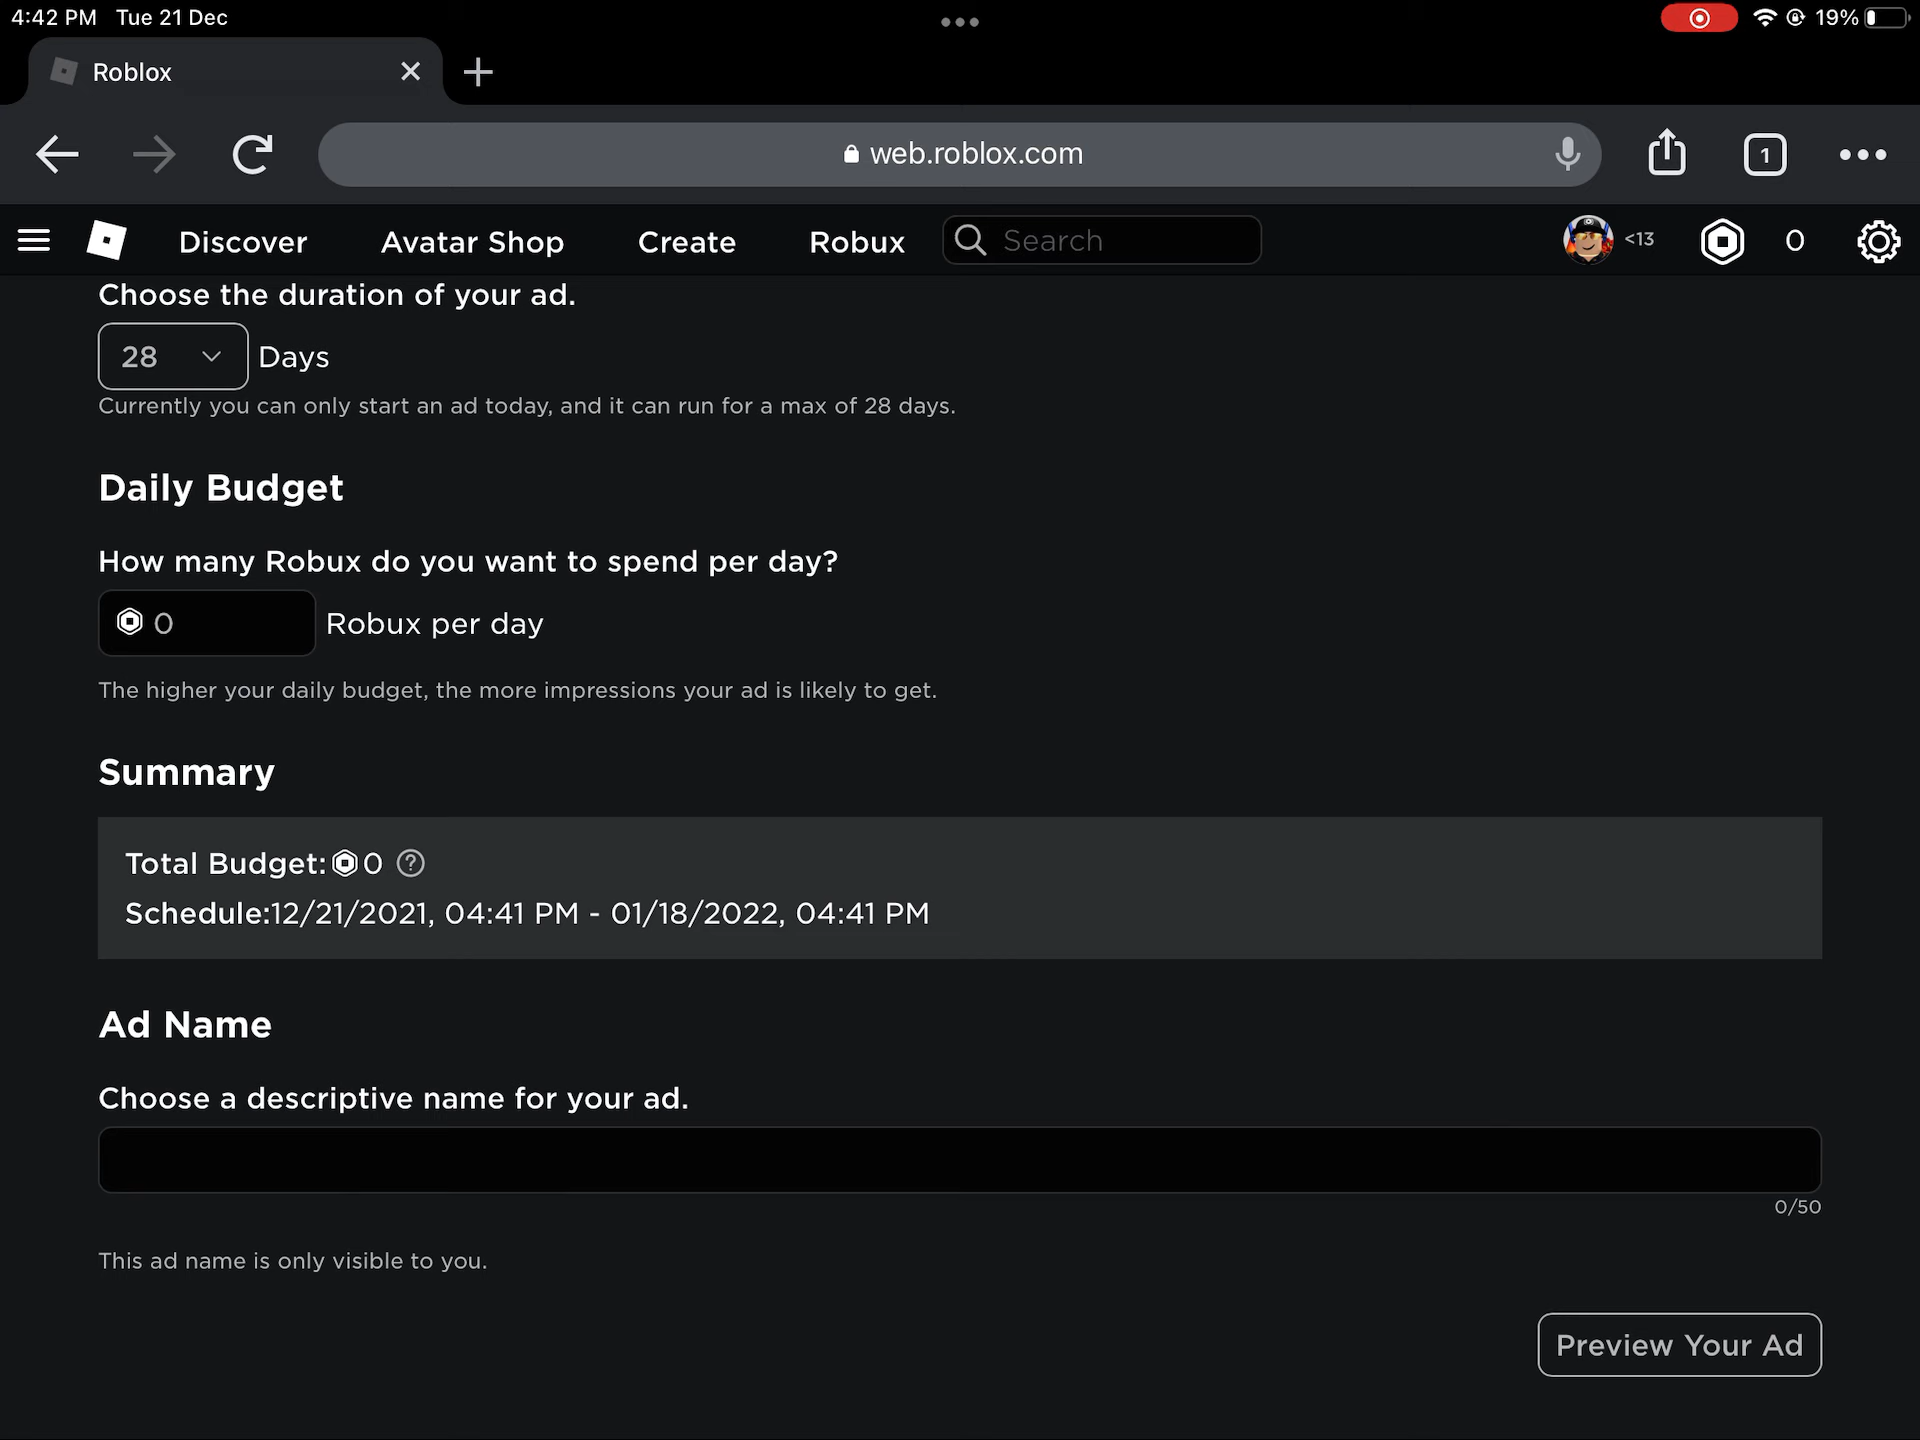 4:42 PM Tue 21 Dec
19%
Roblox
web.roblox.com
1
Discover
Avatar Shop
Create
Robux
Search
<13
0
Choose the duration of your ad.
28 Days
Currently you can only start an ad today, and it can run for a max of 28 days.
Daily Budget
How many Robux do you want to spend per day?
0 Robux per day
The higher your daily budget, the more impressions your ad is likely to get.
Summary
Total Budget: 0 ?
Schedule:12/21/2021, 04:41 PM - 01/18/2022, 04:41 PM
Ad Name
Choose a descriptive name for your ad.
0/50
This ad name is only visible to you.
Preview Your Ad